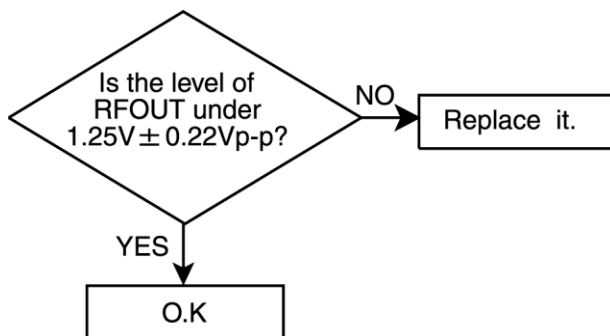 Is the level of
RFOUT under
1.25V ± 0.22Vp-p?
NO
Replace it.
YES
O.K